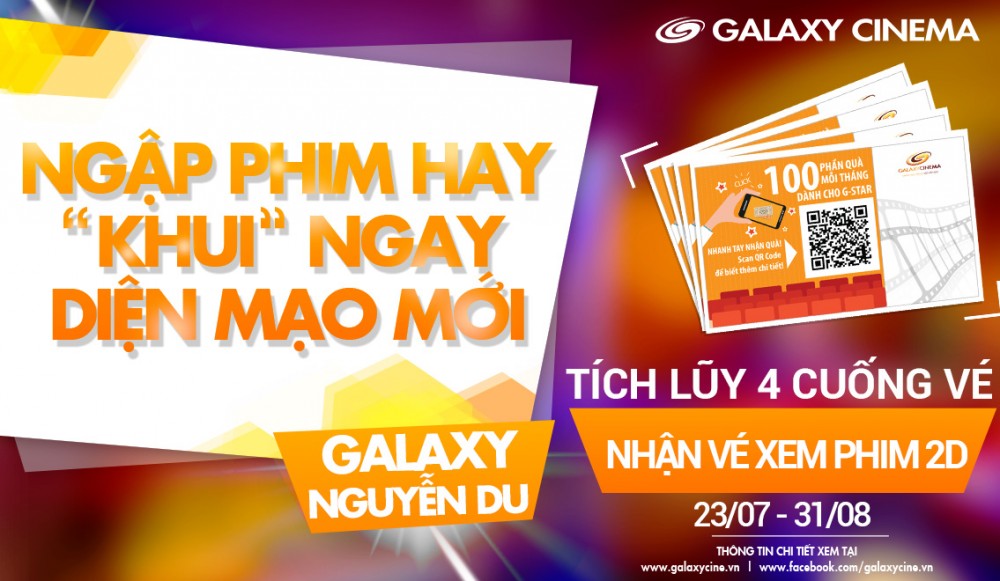 GALAXY CINEMA
NGẬP PHIM HAY
"KHUI" NGAY
DIỆN MẠO MỚI
GALAXY
NGUYỄN DU
CLICK
100 PHẦN QUÀ
MỖI THÁNG
DÀNH CHO G-STAR
NHANH TAY NHẬN QUÀ!
Scan QR Code
để biết thêm chi tiết!
GALAXY CINEMA
TÍCH LŨY 4 CUỐNG VÉ
NHẬN VÉ XEM PHIM 2D
23/07 - 31/08
THÔNG TIN CHI TIẾT XEM TẠI
www.galaxycine.vn | www.facebook.com/galaxycine.vn